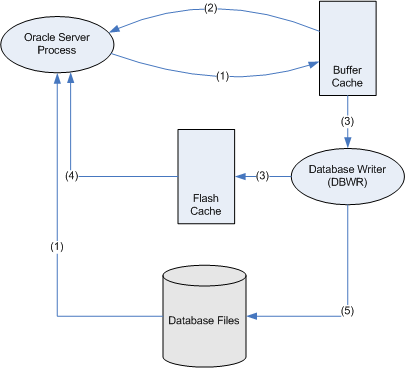 (2)
Oracle Server
Process
(1)
Buffer
Cache
(3)
(4)
Flash
Cache
(3)
Database Writer
(DBWR)
(1)
Database Files
(5)